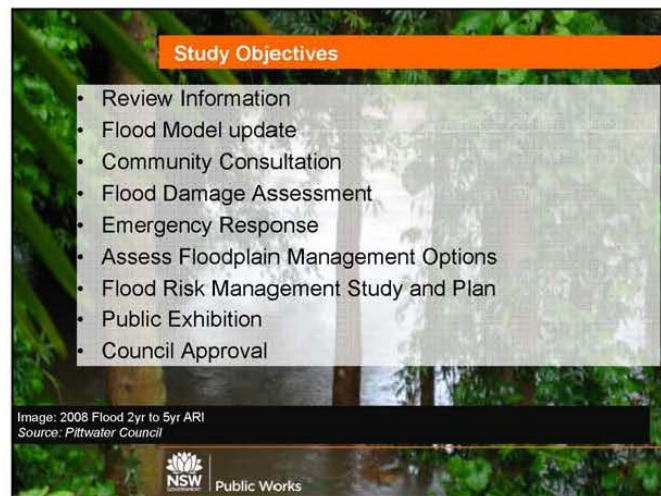 Study Objectives
• Review Information
• Flood Model update
• Community Consultation
• Flood Damage Assessment
• Emergency Response
• Assess Floodplain Management Options
• Flood Risk Management Study and Plan
• Public Exhibition
• Council Approval
Image: 2008 Flood 2yr to 5yr ARI
Source: Pittwater Council
NSW
GOVERNMENT
Public Works